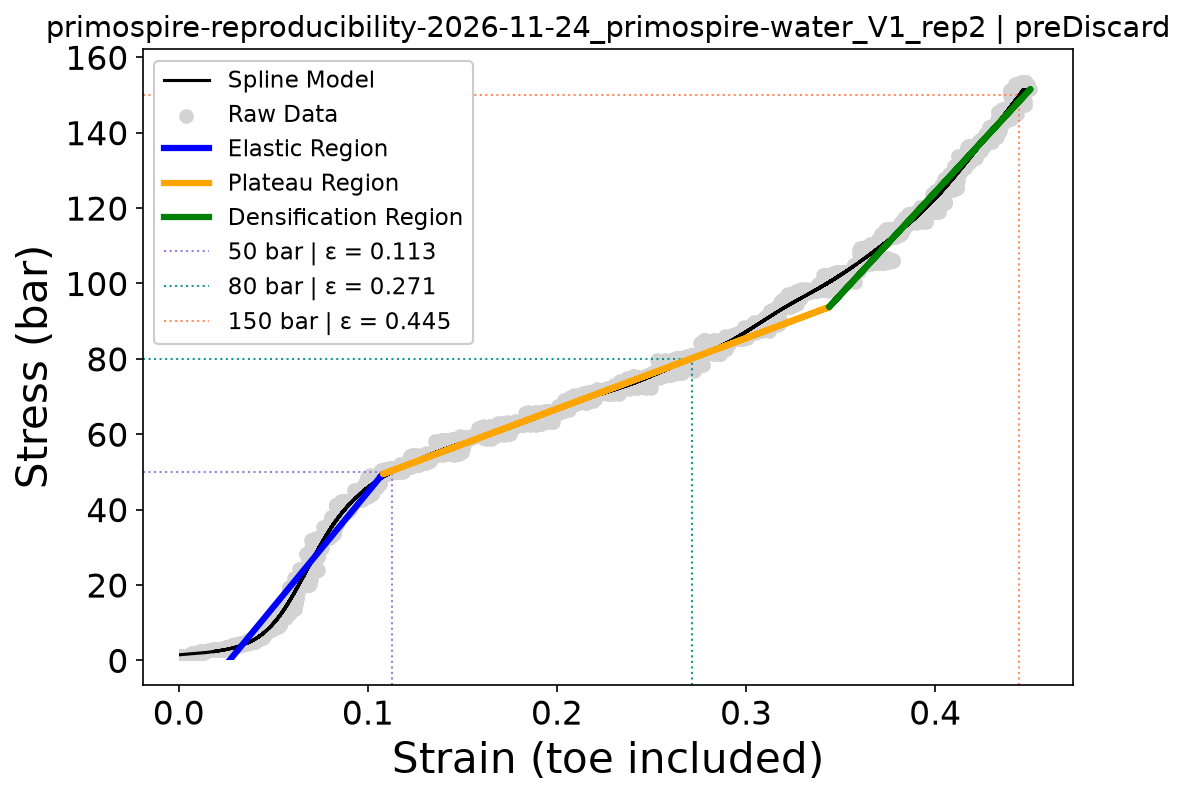 primospire-reproducibility-2026-11-24_primospire-water_V1_rep2 | preDiscard
Spline Model
Raw Data
Elastic Region
Plateau Region
Densification Region
50 bar | ε = 0.113
80 bar | ε = 0.271
150 bar | ε = 0.445
Stress (bar)
160
140
120
100
80
60
40
20
0
0.0 0.1 0.2 0.3 0.4
Strain (toe included)